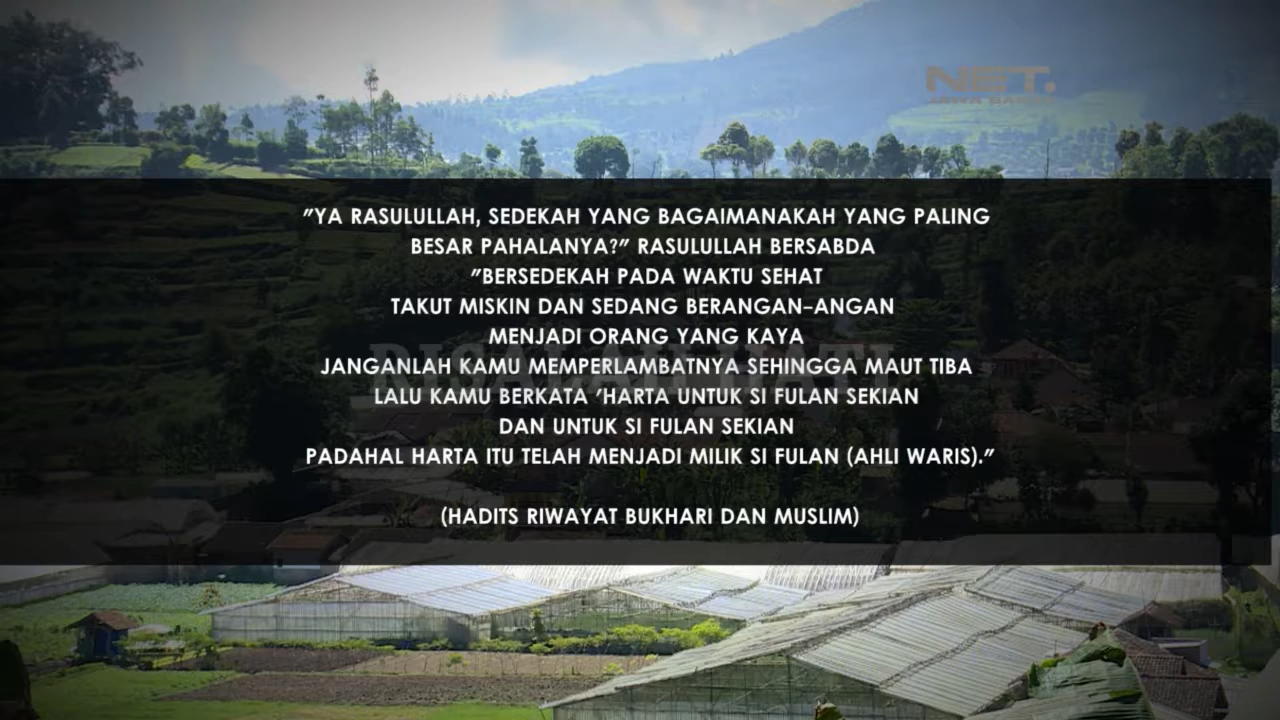 NET.
JAWA BARAT
"YA RASULULLAH, SEDEKAH YANG BAGAIMANAKAH YANG PALING
BESAR PAHALANYA?" RASULULLAH BERSABDA
"BERSEDEKAH PADA WAKTU SEHAT
TAKUT MISKIN DAN SEDANG BERANGAN-ANGAN
MENJADI ORANG YANG KAYA
JANGANLAH KAMU MEMPERLAMBATNYA SEHINGGA MAUT TIBA
LALU KAMU BERKATA 'HARTA UNTUK SI FULAN SEKIAN
DAN UNTUK SI FULAN SEKIAN
PADAHAL HARTA ITU TELAH MENJADI MILIK SI FULAN (AHLI WARIS)."
(HADITS RIWAYAT BUKHARI DAN MUSLIM)